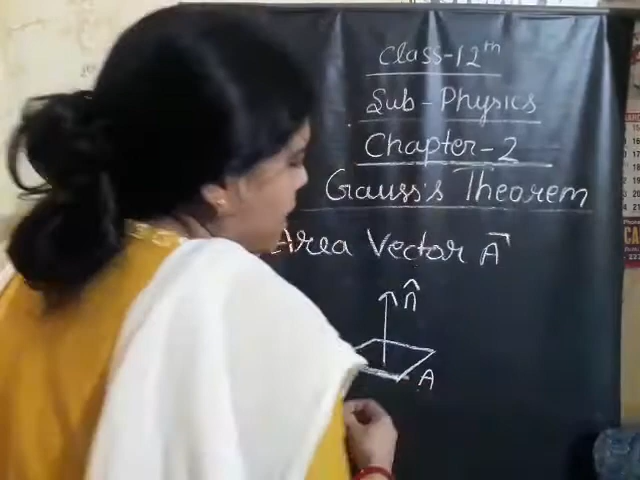 Class-12th
Sub-Physics
Chapter-2
Gauss's Theorem
Area Vector A⃗
n̂
A